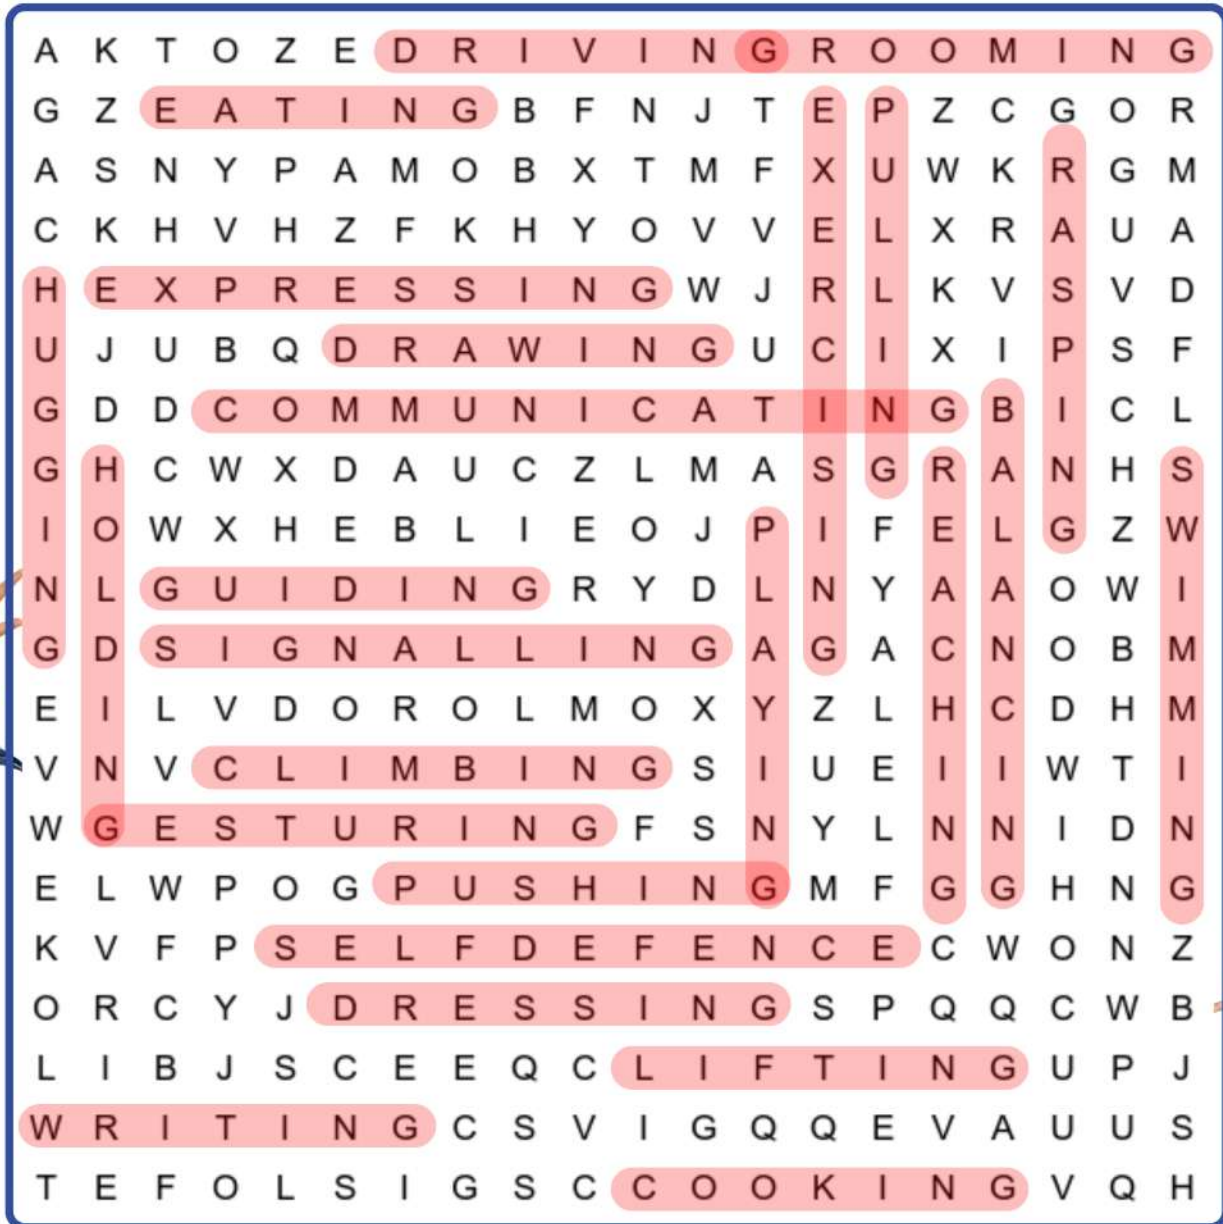 A K T O Z E D R I V I N G R O O M I N G
G Z E A T I N G B F N J T E P Z C G O R
A S N Y P A M O B X T M F X U W K R G M
C K H V H Z F K H Y O V V E L X R A U A
H E X P R E S S I N G W J R L K V S V D
U J U B Q D R A W I N G U C I X I P S F
G D D C O M M U N I C A T I N G B I C L
G H C W X D A U C Z L M A S G R A N H S
I O W X H E B L I E O J P I F E L G Z W
N L G U I D I N G R Y D L N Y A A O W I
G D S I G N A L L I N G A G A C N O B M
E I L V D O R O L M O X Y Z L H C D H M
V N V C L I M B I N G S I U E I I W T I
W G E S T U R I N G F S N Y L N N I D N
E L W P O G P U S H I N G M F G G H N G
K V F P S E L F D E F E N C E C W O N Z
O R C Y J D R E S S I N G S P Q Q C W B
L I B J S C E E Q C L I F T I N G U P J
W R I T I N G C S V I G Q Q E V A U U S
T E F O L S I G S C C O O K I N G V Q H